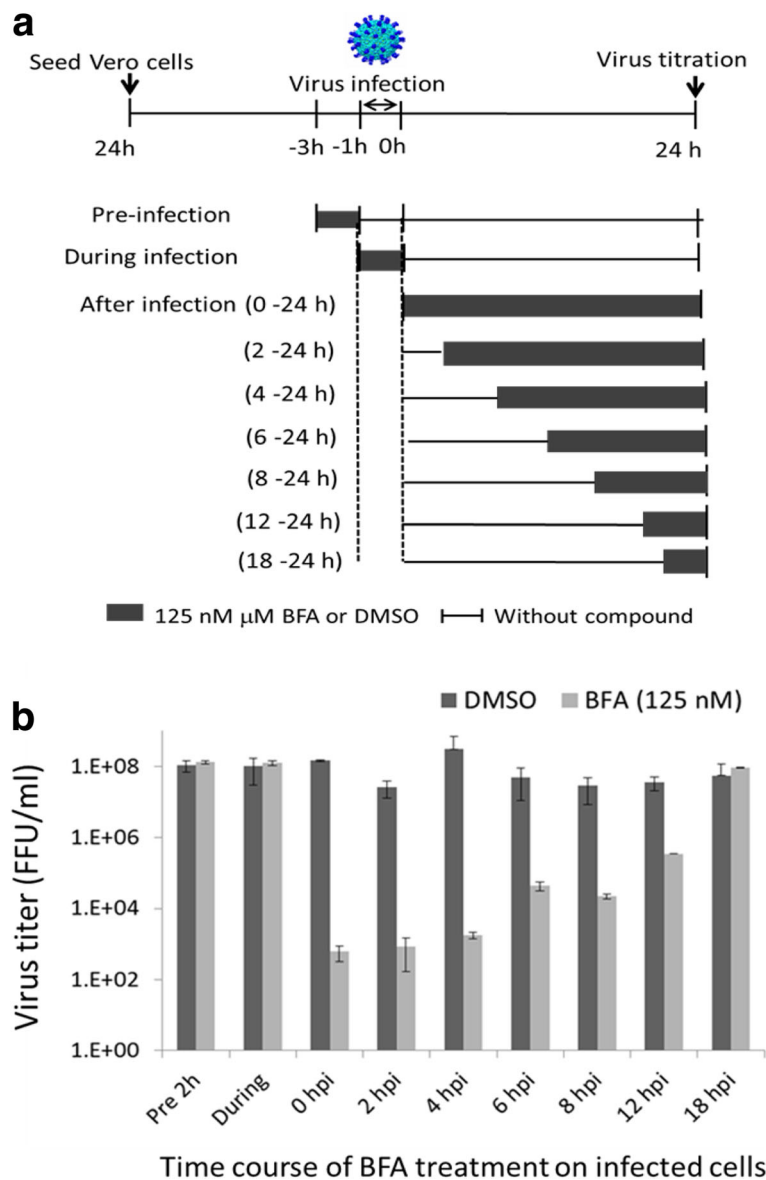 a
Seed Vero cells
Virus infection
Virus titration
24h
-3h -1h 0h
24 h
Pre-infection
During infection
After infection (0 -24 h)
(2 -24 h)
(4 -24 h)
(6 -24 h)
(8 -24 h)
(12 -24 h)
(18 -24 h)
125 nM μM BFA or DMSO
Without compound
b
DMSO BFA (125 nM)
Virus titer (FFU/ml)
1.E+08
1.E+06
1.E+04
1.E+02
1.E+00
Pre 2h
During
0 hpi
2 hpi
4 hpi
6 hpi
8 hpi
12 hpi
18 hpi
Time course of BFA treatment on infected cells